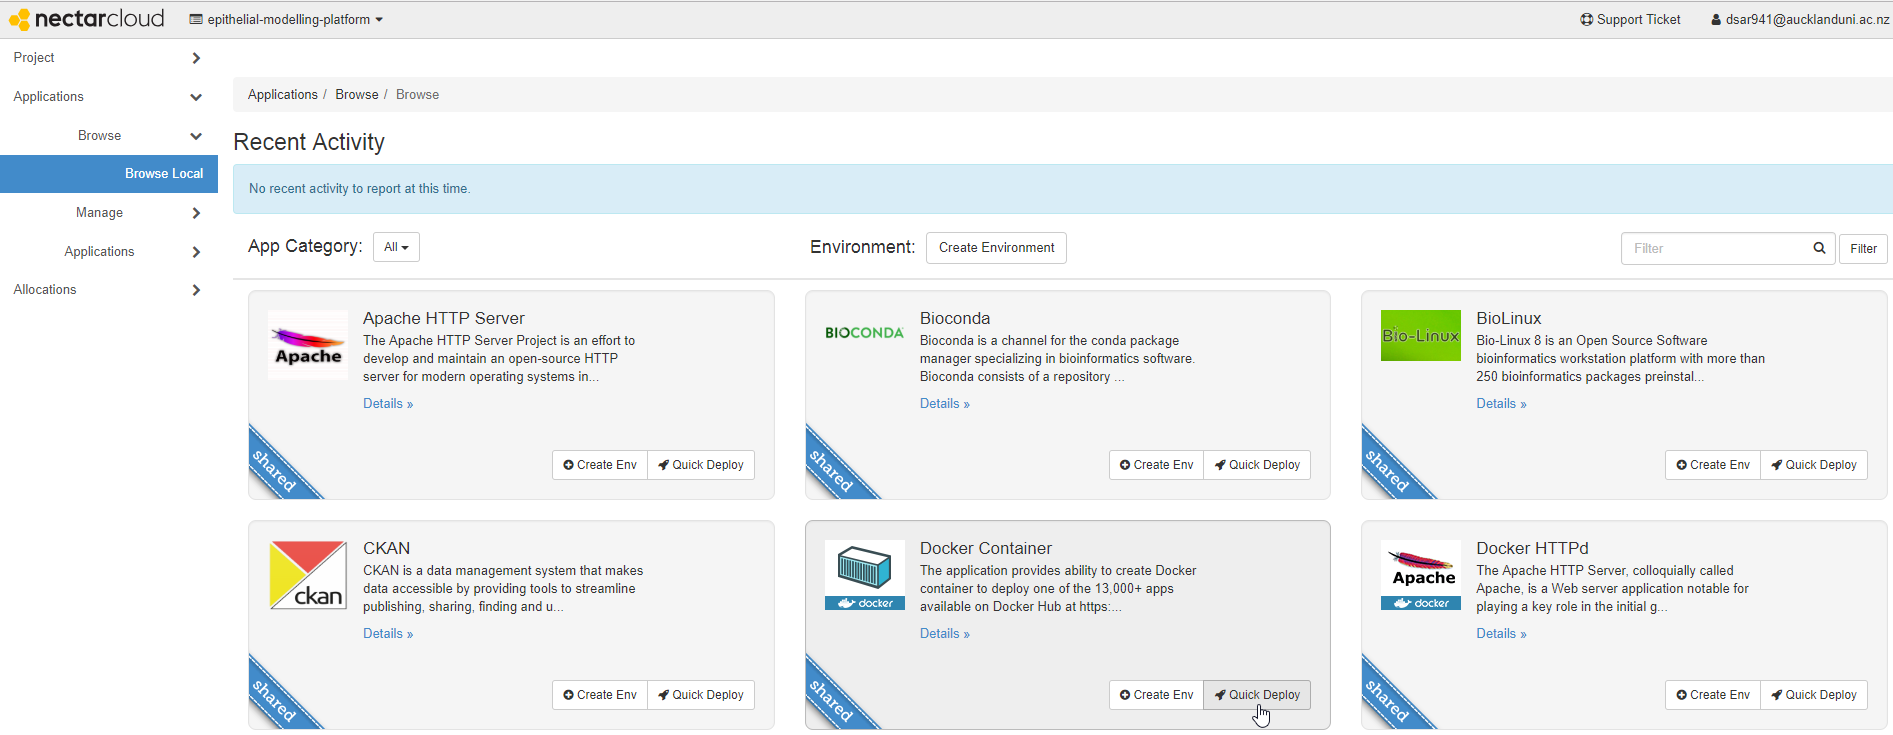 nectarcloud epithelial-modelling-platform Support Ticket dsar941@aucklanduni.ac.nz
Project
Applications
Browse
Browse Local
Manage
Applications
Allocations
Applications / Browse / Browse
Recent Activity
No recent activity to report at this time.
App Category: All Environment: Create Environment Filter Filter
Apache
Apache HTTP Server
The Apache HTTP Server Project is an effort to
develop and maintain an open-source HTTP
server for modern operating systems in...
Details »
shared
Create Env Quick Deploy
BIOCONDA
Bioconda
Bioconda is a channel for the conda package
manager specializing in bioinformatics software.
Bioconda consists of a repository ...
Details »
shared
Create Env Quick Deploy
Bio-Linux
BioLinux
Bio-Linux 8 is an Open Source Software
bioinformatics workstation platform with more than
250 bioinformatics packages preinstal...
Details »
shared
Create Env Quick Deploy
ckan
CKAN
CKAN is a data management system that makes
data accessible by providing tools to streamline
publishing, sharing, finding and u...
Details »
shared
Create Env Quick Deploy
docker
Docker Container
The application provides ability to create Docker
container to deploy one of the 13,000+ apps
available on Docker Hub at https:...
Details »
shared
Create Env Quick Deploy
Apache
docker
Docker HTTPd
The Apache HTTP Server, colloquially called
Apache, is a Web server application notable for
playing a key role in the initial g...
Details »
shared
Create Env Quick Deploy